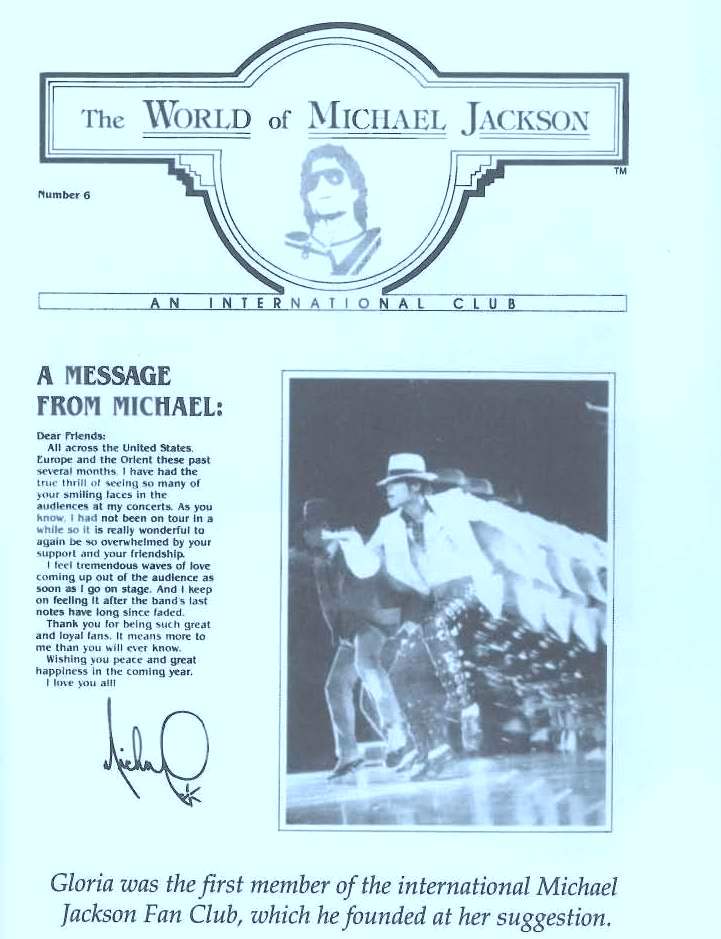 The WORLD of MICHAEL JACKSON
TM
Number 6
AN INTERNATIONAL CLUB
A MESSAGE
FROM MICHAEL:
Dear Friends:
All across the United States,
Europe and the Orient these past
several months, I have had the
true thrill of seeing so many of
your smiling faces in the
audiences at my concerts. As you
know, I had not been on tour in a
while so it is really wonderful to
again be so overwhelmed by your
support and your friendship.
I feel tremendous waves of love
coming up out of the audience as
soon as I go on stage. And I keep
on feeling it after the band's last
notes have long since faded.
Thank you for being such great
and loyal fans. It means more to
me than you will ever know.
Wishing you peace and great
happiness in the coming year.
I love you all!
Michael
Gloria was the first member of the international Michael
Jackson Fan Club, which he founded at her suggestion.